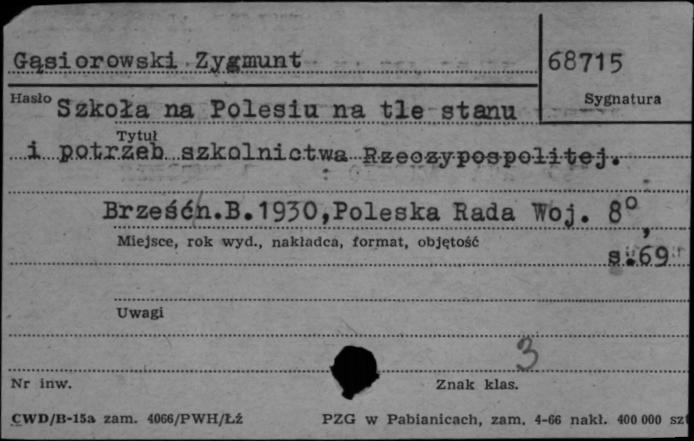 Gąsiorowski Zygmunt
68715
Hasło
Sygnatura
Szkoła na Polesiu na tle stanu
Tytuł
i potrzeb szkolnictwa Rzeczypospolitej.
Brześćn.B.1930,Poleska Rada Woj. 8°,
Miejsce, rok wyd., nakładca, format, objętość
s.69
Uwagi
3
Nr inw.
Znak klas.
CWD/B-15a zam. 4066/PWH/Łź
PZG w Pabianicach, zam. 4-66 nakł. 400 000 szt